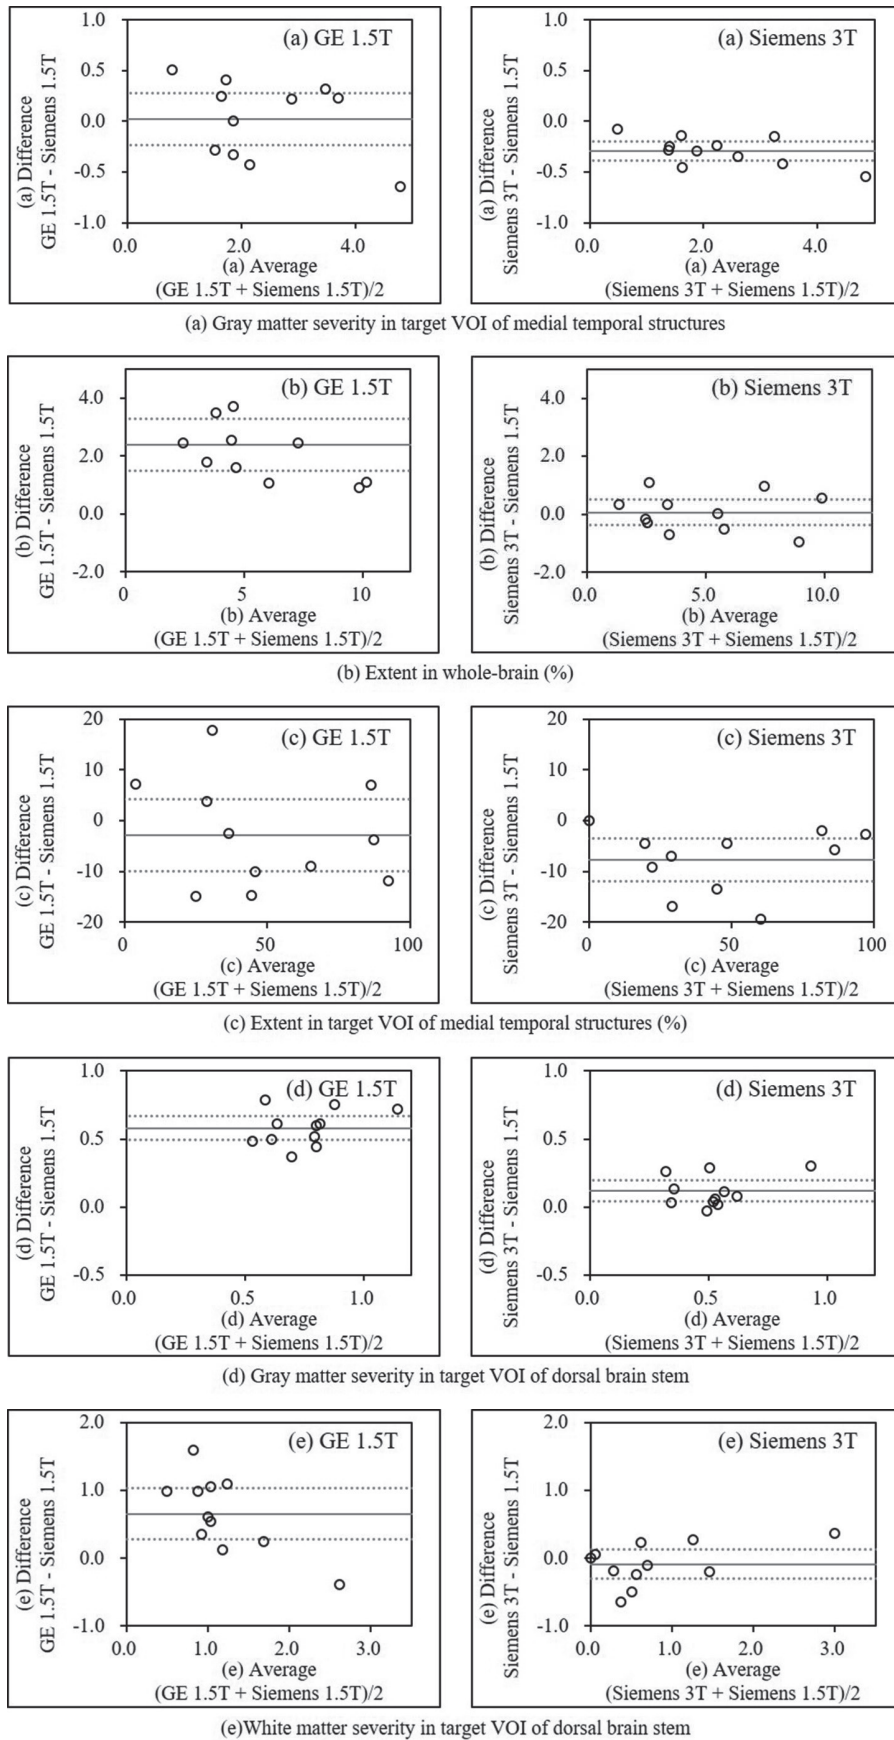 (a) GE 1.5T
(a) Difference
GE 1.5T - Siemens 1.5T
1.0
0.5
0.0
-0.5
-1.0
0.0 2.0 4.0
(a) Average
(GE 1.5T + Siemens 1.5T)/2
(a) Siemens 3T
(a) Difference
Siemens 3T - Siemens 1.5T
1.0
0.5
0.0
-0.5
-1.0
0.0 2.0 4.0
(a) Average
(Siemens 3T + Siemens 1.5T)/2
(a) Gray matter severity in target VOI of medial temporal structures
(b) GE 1.5T
(b) Difference
GE 1.5T - Siemens 1.5T
4.0
2.0
0.0
-2.0
0 5 10
(b) Average
(GE 1.5T + Siemens 1.5T)/2
(b) Siemens 3T
(b) Difference
Siemens 3T - Siemens 1.5T
4.0
2.0
0.0
-2.0
0.0 5.0 10.0
(b) Average
(Siemens 3T + Siemens 1.5T)/2
(b) Extent in whole-brain (%)
(c) GE 1.5T
(c) Difference
GE 1.5T - Siemens 1.5T
20
10
0
-10
-20
0 50 100
(c) Average
(GE 1.5T + Siemens 1.5T)/2
(c) Siemens 3T
(c) Difference
Siemens 3T - Siemens 1.5T
20
10
0
-10
-20
0 50 100
(c) Average
(Siemens 3T + Siemens 1.5T)/2
(c) Extent in target VOI of medial temporal structures (%)
(d) GE 1.5T
(d) Difference
GE 1.5T - Siemens 1.5T
1.0
0.5
0.0
-0.5
0.0 0.5 1.0
(d) Average
(GE 1.5T + Siemens 1.5T)/2
(d) Siemens 3T
(d) Difference
Siemens 3T - Siemens 1.5T
1.0
0.5
0.0
-0.5
0.0 0.5 1.0
(d) Average
(Siemens 3T + Siemens 1.5T)/2
(d) Gray matter severity in target VOI of dorsal brain stem
(e) GE 1.5T
(e) Difference
GE 1.5T - Siemens 1.5T
2.0
1.0
0.0
-1.0
0.0 1.0 2.0 3.0
(e) Average
(GE 1.5T + Siemens 1.5T)/2
(e) Siemens 3T
(e) Difference
Siemens 3T - Siemens 1.5T
2.0
1.0
0.0
-1.0
0.0 1.0 2.0 3.0
(e) Average
(Siemens 3T + Siemens 1.5T)/2
(e)White matter severity in target VOI of dorsal brain stem